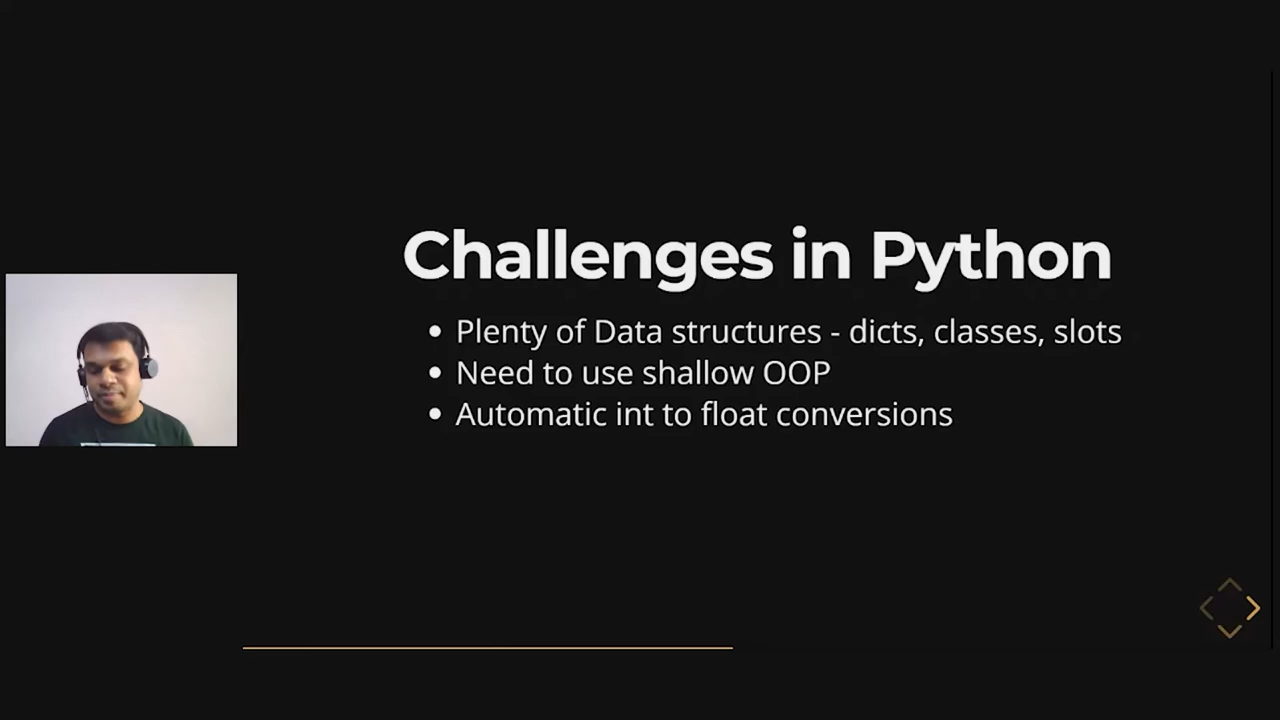 Challenges in Python
• Plenty of Data structures - dicts, classes, slots
• Need to use shallow OOP
• Automatic int to float conversions